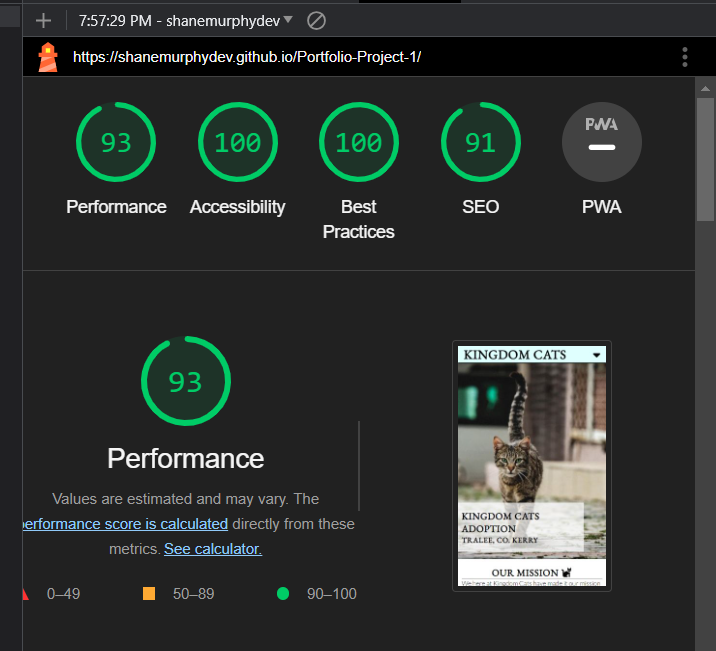 7:57:29 PM - shanemurphydev
https://shanemurphydev.github.io/Portfolio-Project-1/
93
100
100
91
PWA
Performance
Accessibility
Best
Practices
SEO
PWA
93
Performance
Values are estimated and may vary. The
performance score is calculated directly from these
metrics. See calculator.
0–49
50–89
90–100
KINGDOM CATS
KINGDOM CATS
ADOPTION
TRALEE, CO. KERRY
OUR MISSION
We here at Kingdom Cats have made it our mission